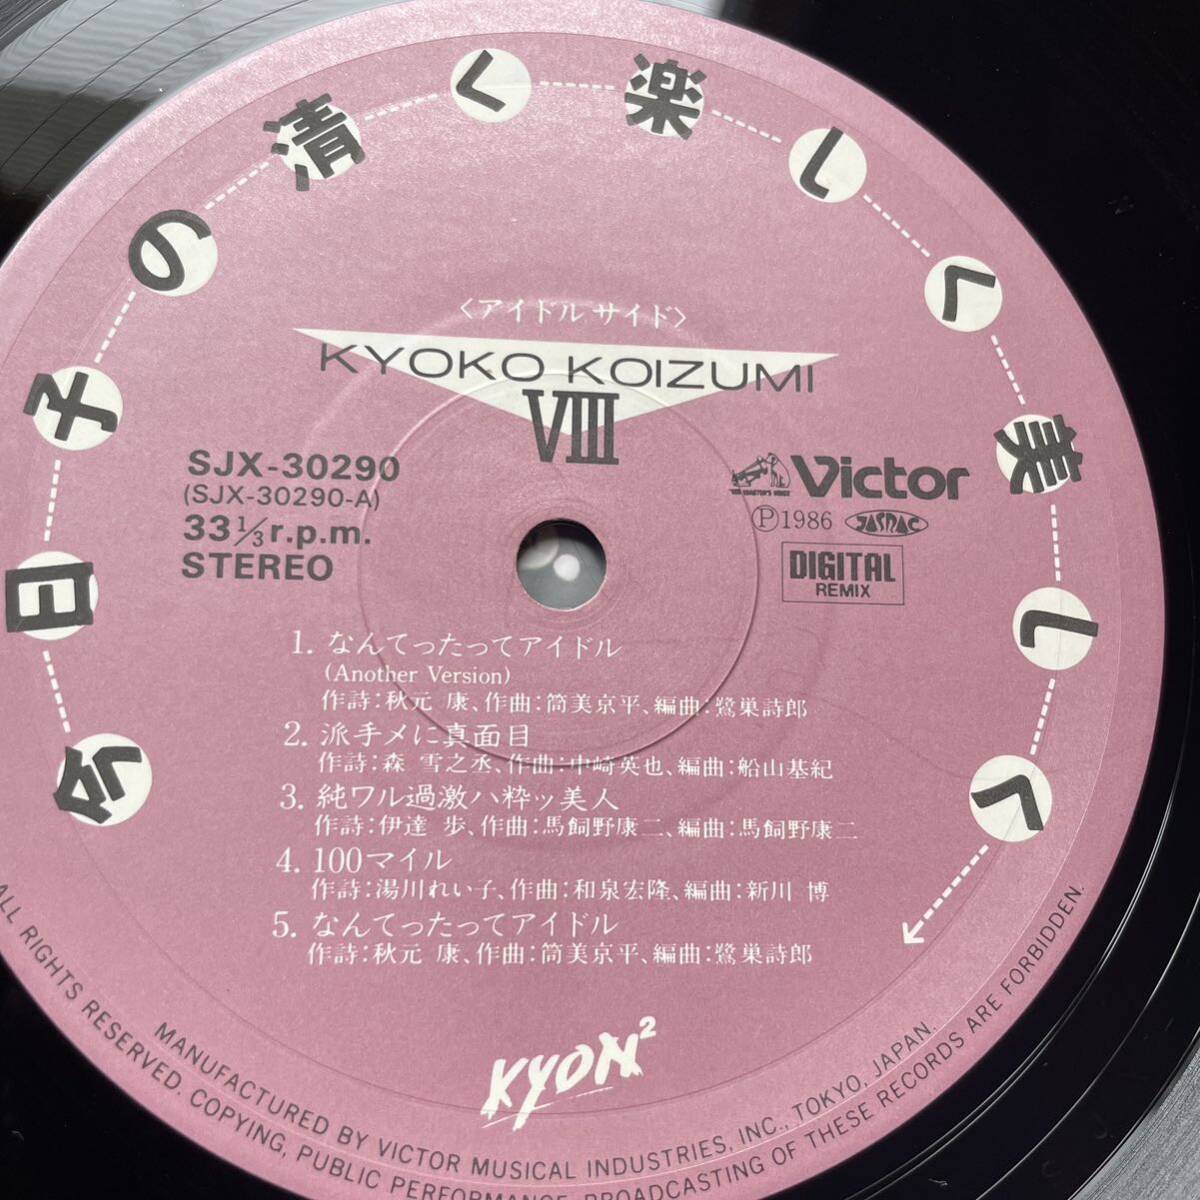 今日子の清く楽しく美しく
〈アイドルサイド〉
KYOKO KOIZUMI
VIII
SJX-30290
(SJX-30290-A)
33 1/3 r.p.m.
STEREO
Victor
Ⓟ1986 JASRAC
DIGITAL
REMIX
1. なんてったってアイドル
(Another Version)
作詩:秋元 康、作曲:筒美京平、編曲:鷺巣詩郎
2. 派手メに真面目
作詩:森 雪之丞、作曲:中崎英也、編曲:船山基紀
3. 純ワル過激ハ粋ッ美人
作詩:伊達 歩、作曲:馬飼野康二、編曲:馬飼野康二
4. 100マイル
作詩:湯川れい子、作曲:和泉宏隆、編曲:新川 博
5. なんてったってアイドル
作詩:秋元 康、作曲:筒美京平、編曲:鷺巣詩郎
KYON²
MANUFACTURED BY VICTOR MUSICAL INDUSTRIES, INC., TOKYO, JAPAN.
ALL RIGHTS RESERVED. COPYING, PUBLIC PERFORMANCE, BROADCASTING OF THESE RECORDS ARE FORBIDDEN.